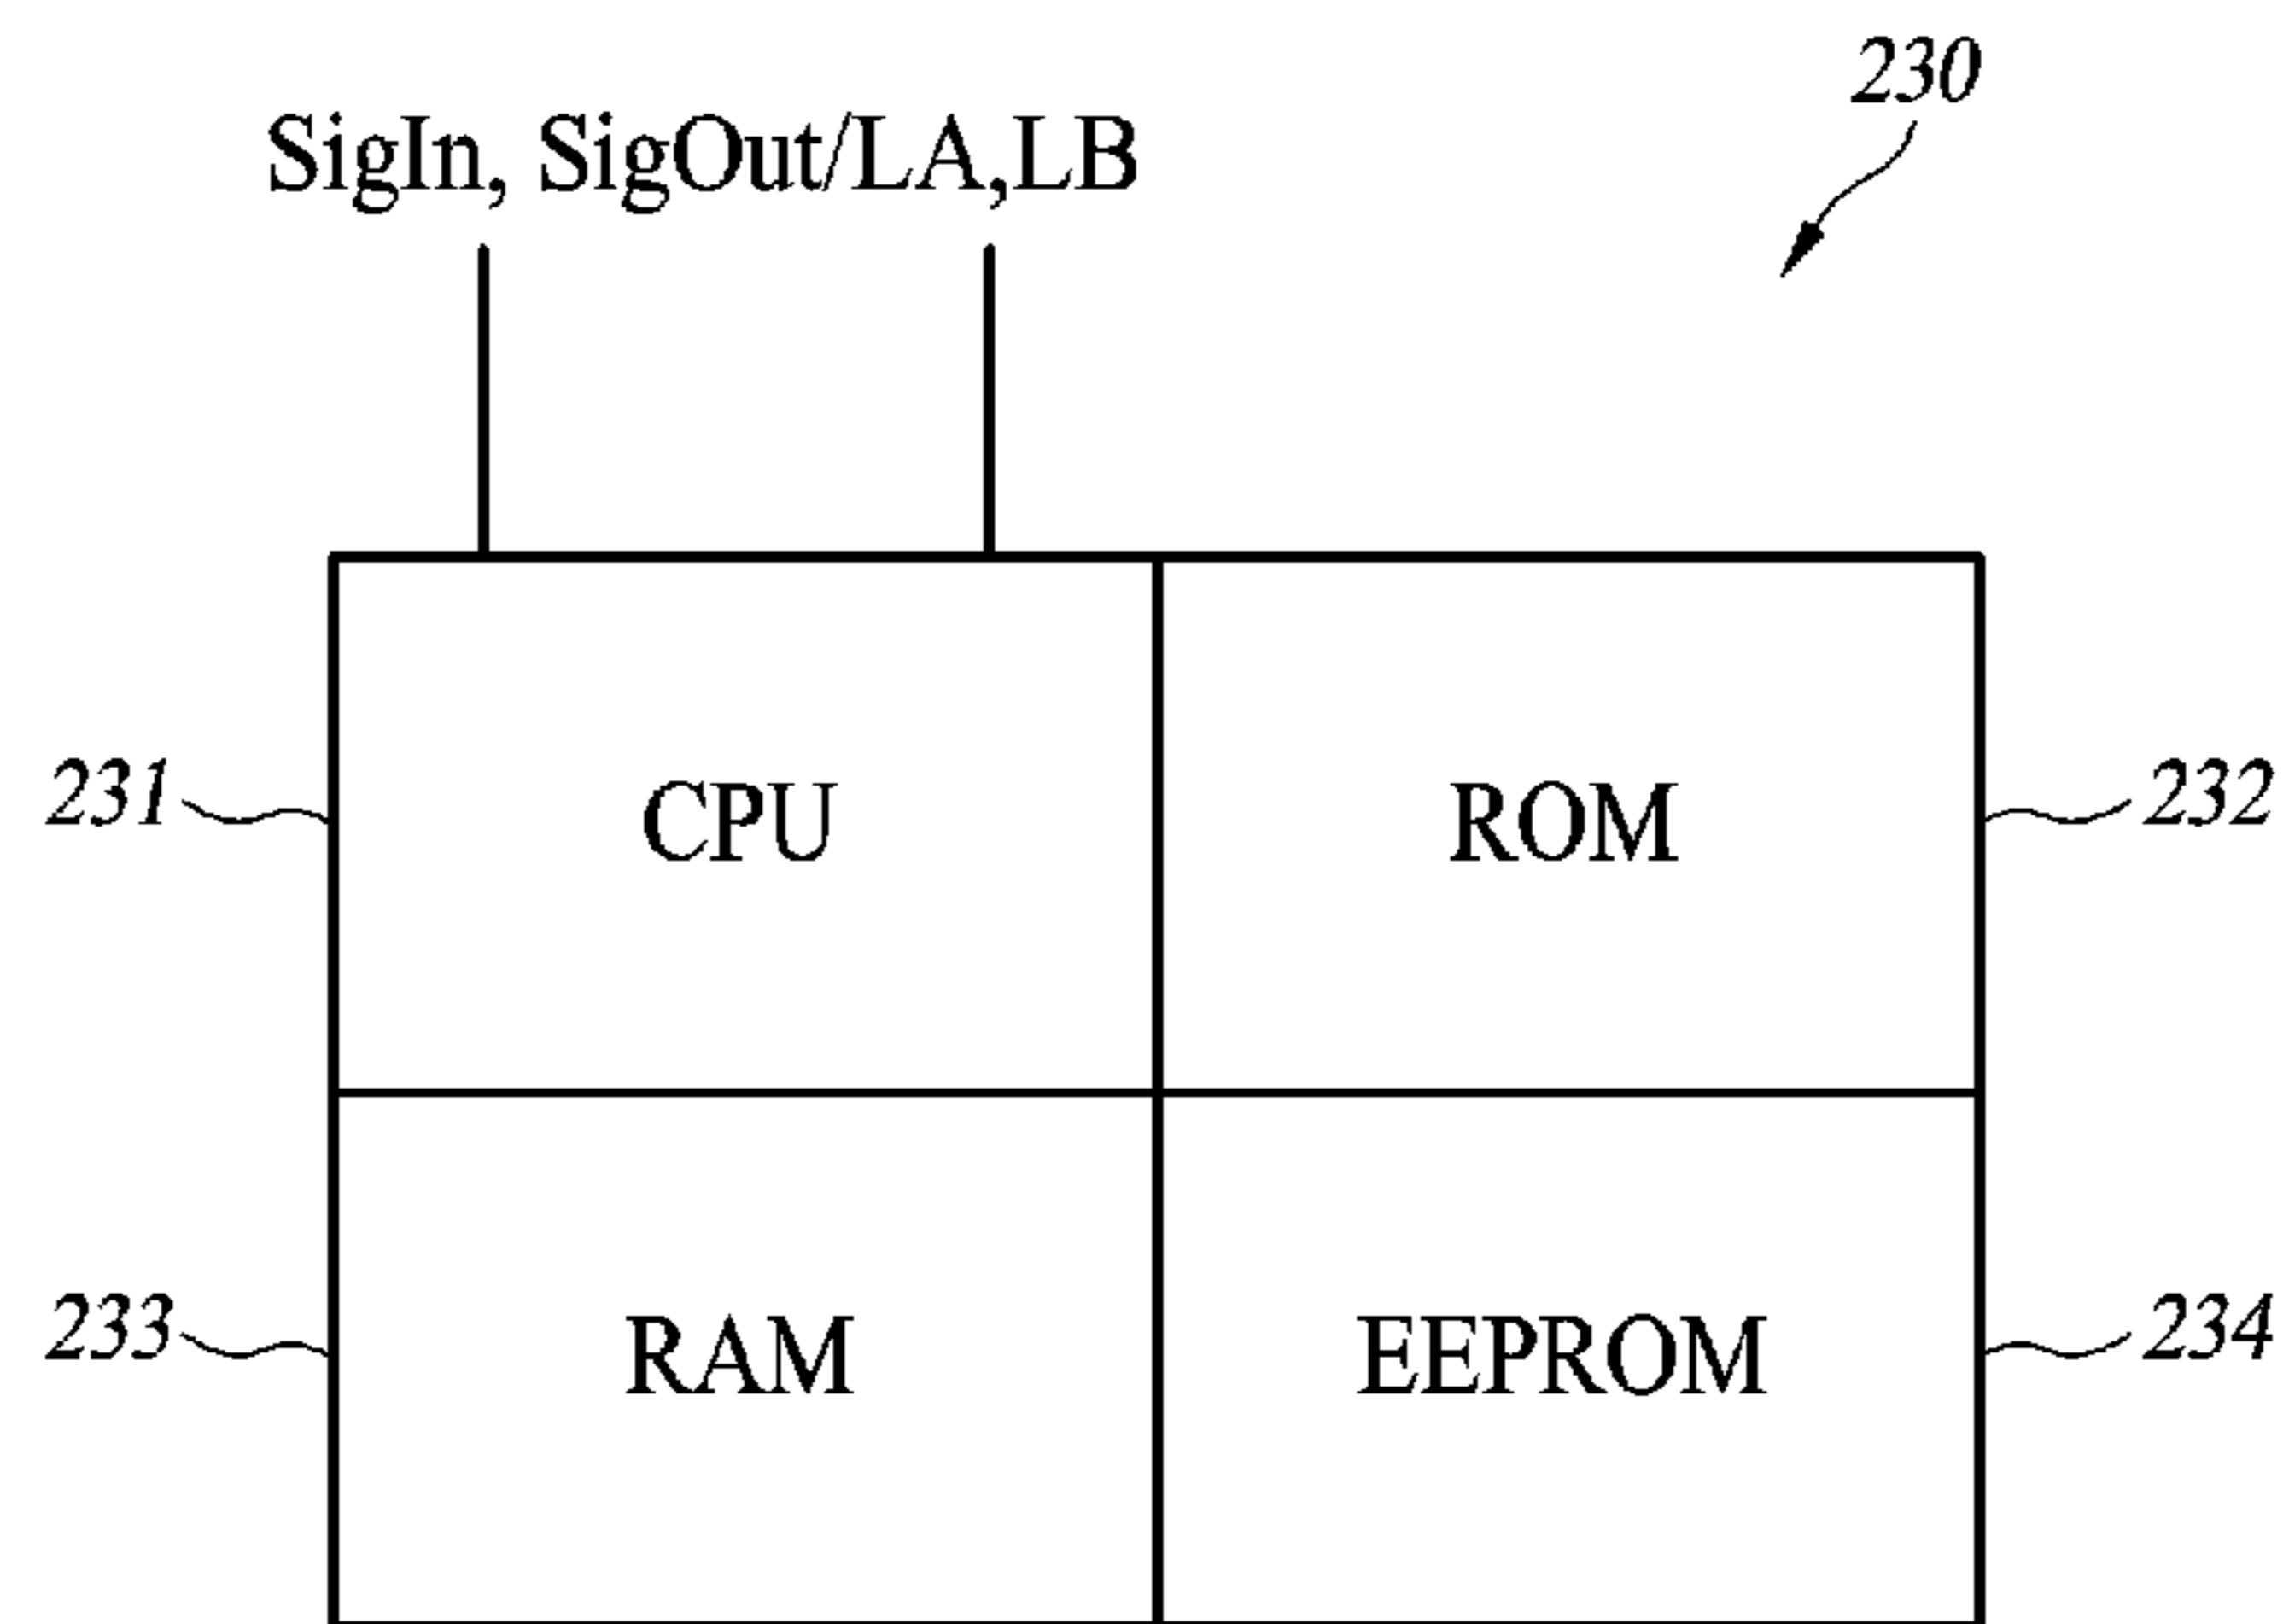 230
SigIn, SigOut/LA,LB
231
CPU
ROM
232
233
RAM
EEPROM
234